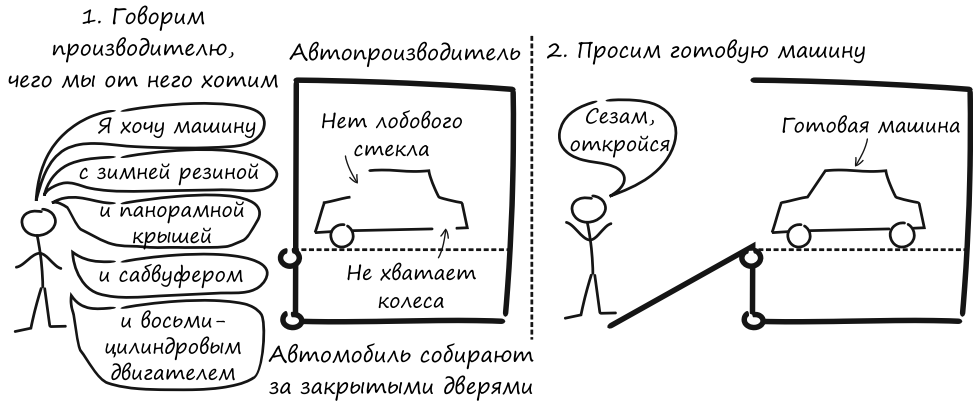 1. Говорим
производителю,
чего мы от него хотим
Я хочу машину
с зимней резиной
и панорамной
крышей
и сабвуфером
и восьми-
цилиндровым
двигателем
Автопроизводитель
Нет лобового
стекла
Не хватает
колеса
Автомобиль собирают
за закрытыми дверями
2. Просим готовую машину
Сезам,
откройся
Готовая машина